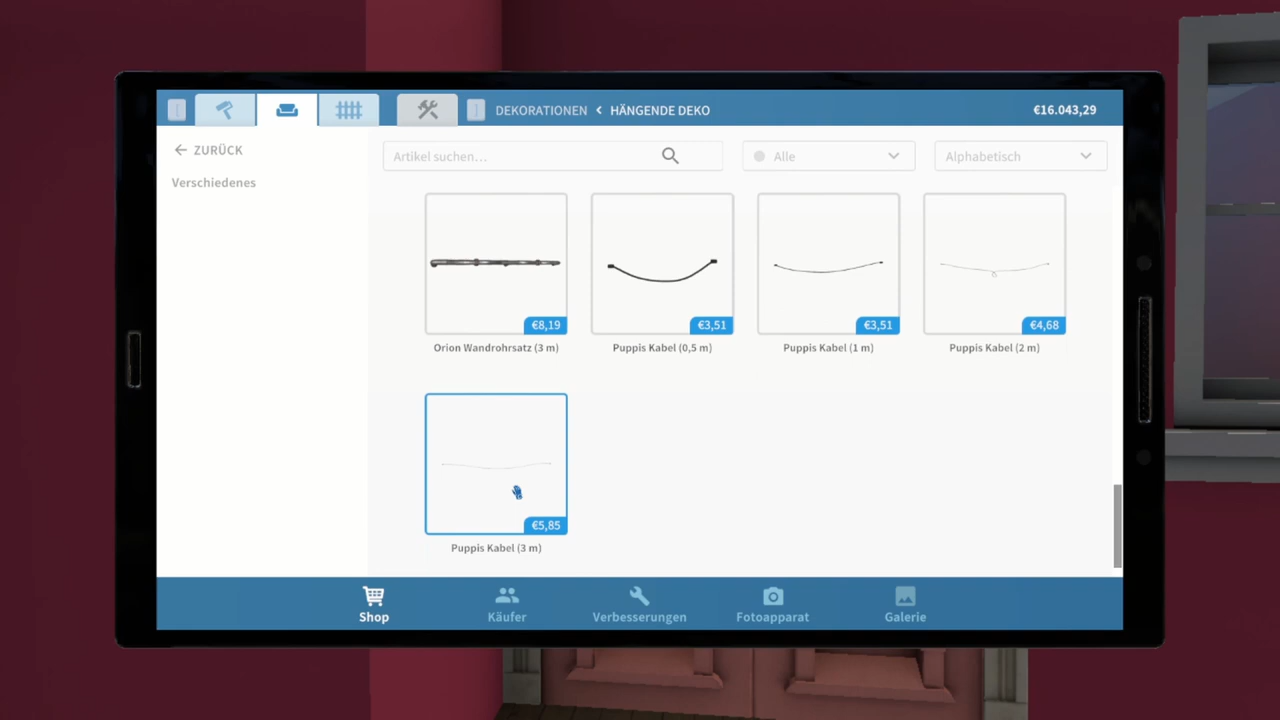 DEKORATIONEN < HÄNGENDE DEKO
€16.043,29
ZURÜCK
Verschiedenes
Artikel suchen...
Alle
Alphabetisch
€8,19
€3,51
€3,51
€4,68
Orion Wandrohrsatz (3 m)
Puppis Kabel (0,5 m)
Puppis Kabel (1 m)
Puppis Kabel (2 m)
€5,85
Puppis Kabel (3 m)
Shop
Käufer
Verbesserungen
Fotoapparat
Galerie